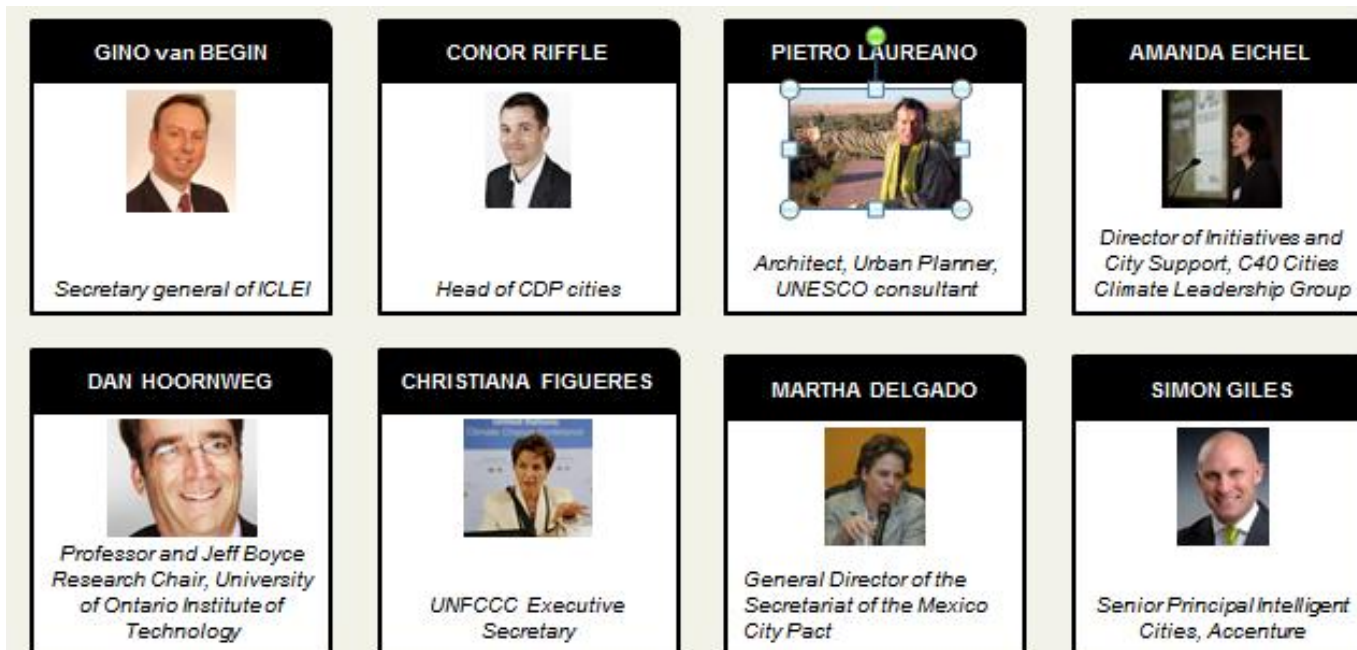 GINO van BEGIN
Secretary general of ICLEI
CONOR RIFFLE
Head of CDP cities
PIETRO LAUREANO
Architect, Urban Planner,
UNESCO consultant
AMANDA EICHEL
Director of Initiatives and
City Support, C40 Cities
Climate Leadership Group
DAN HOORNWEG
Professor and Jeff Boyce
Research Chair, University
of Ontario Institute of
Technology
CHRISTIANA FIGUERES
UNFCCC Executive
Secretary
MARTHA DELGADO
General Director of the
Secretariat of the Mexico
City Pact
SIMON GILES
Senior Principal Intelligent
Cities, Accenture